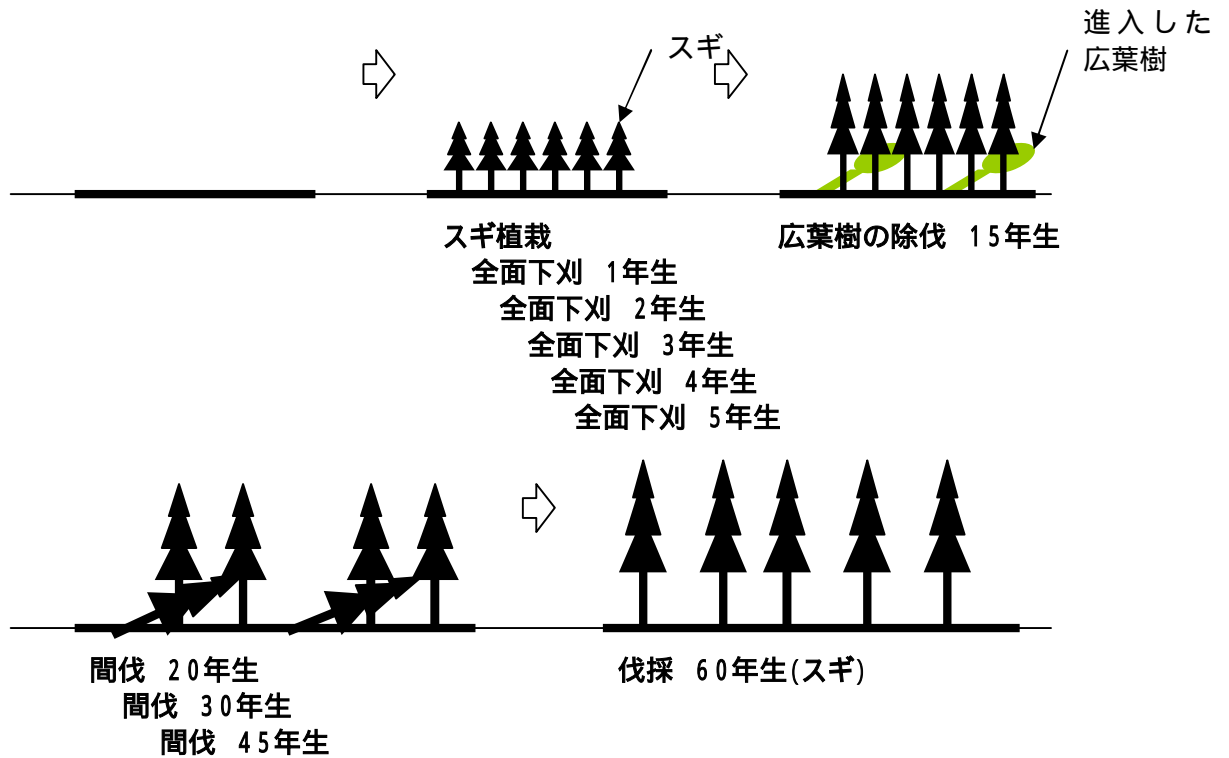 スギ
進入した
広葉樹
スギ植栽
全面下刈 1年生
全面下刈 2年生
全面下刈 3年生
全面下刈 4年生
全面下刈 5年生
広葉樹の除伐 15年生
間伐 20年生
間伐 30年生
間伐 45年生
伐採 60年生(スギ)